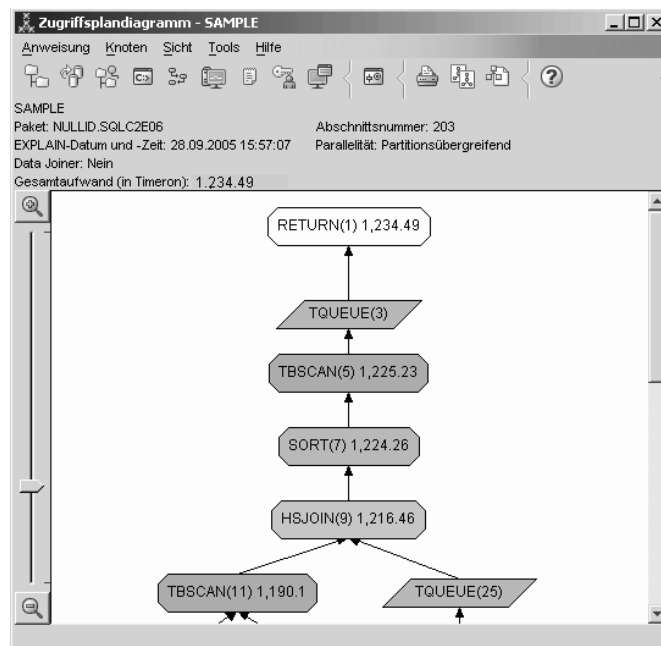 Zugriffsplandiagramm - SAMPLE
Anweisung Knoten Sicht Tools Hilfe
SAMPLE
Paket: NULLID.SQLC2E06 Abschnittsnummer: 203
EXPLAIN-Datum und -Zeit: 28.09.2005 15:57:07 Parallelität: Partitionsübergreifend
Data Joiner: Nein
Gesamtaufwand (in Timeron): 1.234.49
RETURN(1) 1,234.49
TQUEUE(3)
TBSCAN(5) 1,225.23
SORT(7) 1,224.26
HSJOIN(9) 1,216.46
TBSCAN(11) 1,190.1 TQUEUE(25)